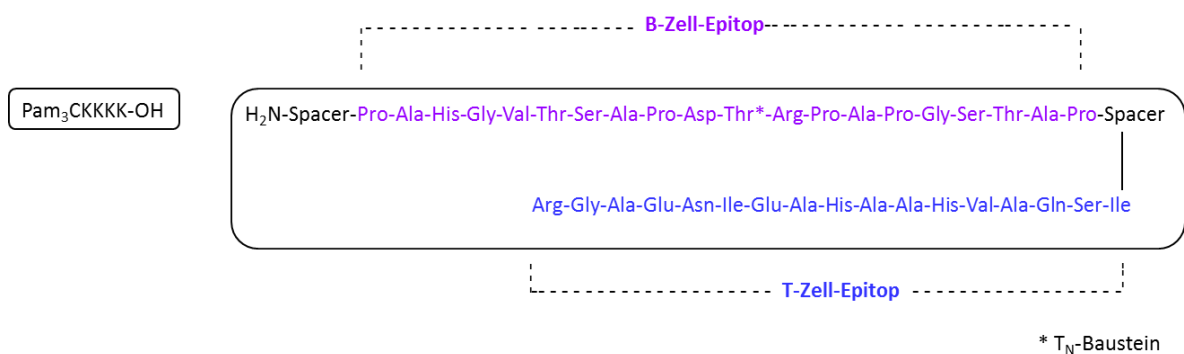 B-Zell-Epitop
Pam₃CKKKK-OH
H₂N-Spacer-Pro-Ala-His-Gly-Val-Thr-Ser-Ala-Pro-Asp-Thr*-Arg-Pro-Ala-Pro-Gly-Ser-Thr-Ala-Pro-Spacer
Arg-Gly-Ala-Glu-Asn-Ile-Glu-Ala-His-Ala-Ala-His-Val-Ala-Gln-Ser-Ile
T-Zell-Epitop
* T_N-Baustein